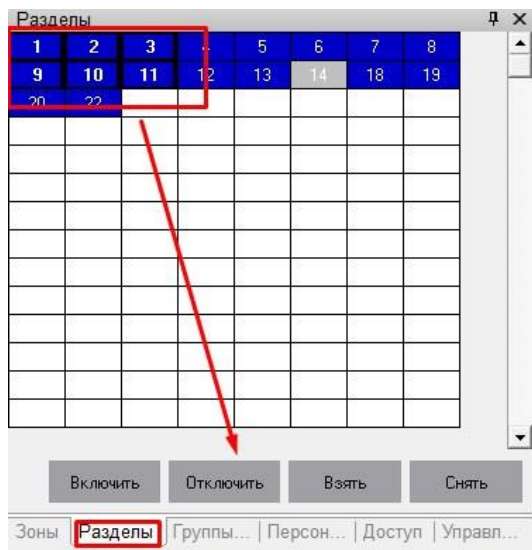 Разделы
1 2 3 4 5 6 7 8
9 10 11 12 13 14 18 19
20 22
Включить Отключить Взять Снять
Зоны Разделы Группы... Персон... Доступ Управл...